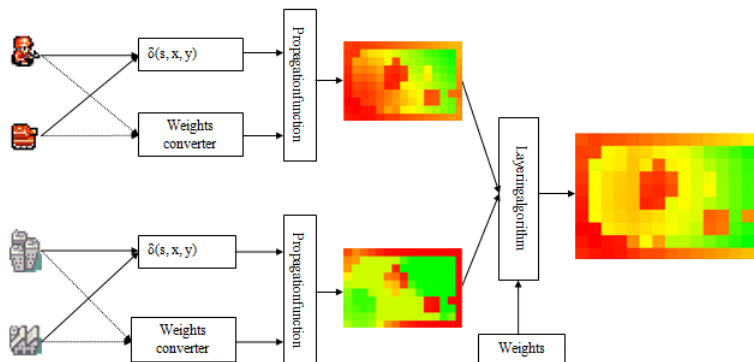 δ(s, x, y)
Weights
converter
Propagationfunction
Layeringalgorithm
δ(s, x, y)
Weights
converter
Propagationfunction
Weights